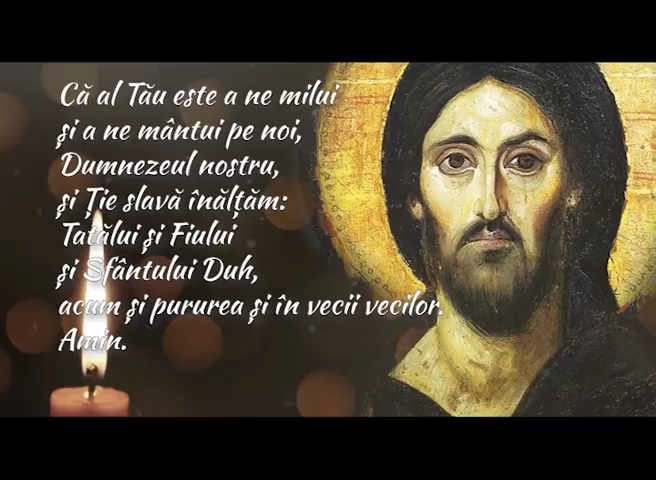 Că al Tău este a ne milui
și a ne mântui pe noi,
Dumnezeul nostru,
și Ție slavă înălțăm:
Tatălui și Fiului
și Sfântului Duh,
acum și pururea și în vecii vecilor.
Amin.